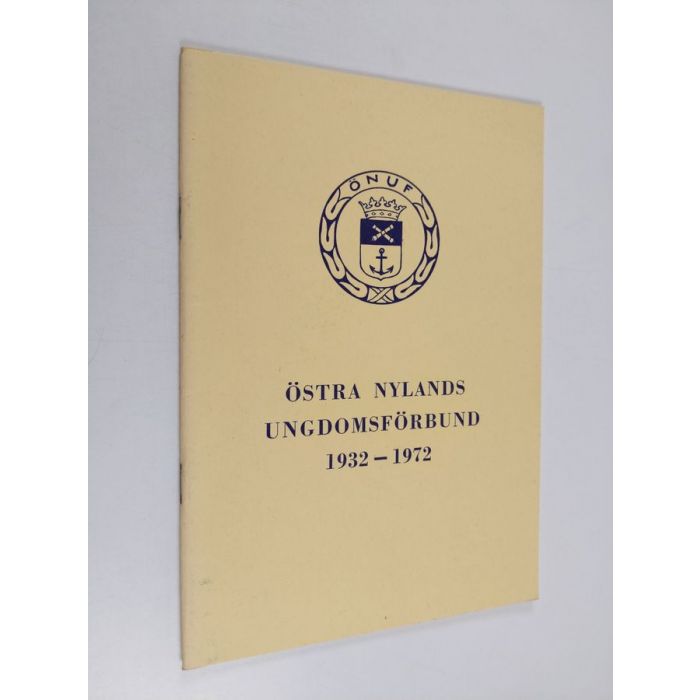 ÖNUF
ÖSTRA NYLANDS
UNGDOMSFÖRBUND
1932 – 1972